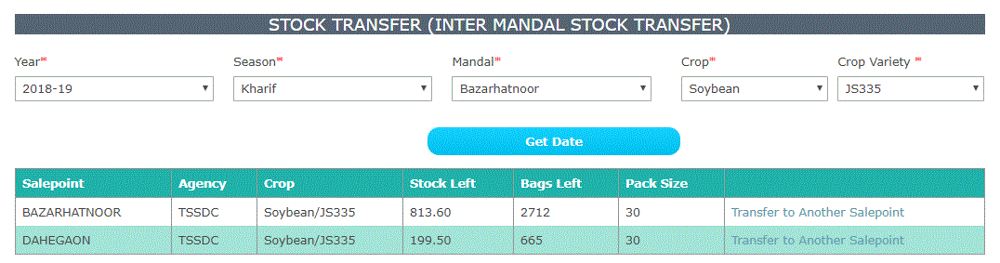 STOCK TRANSFER (INTER MANDAL STOCK TRANSFER)
Year* Season* Mandal* Crop* Crop Variety *
2018-19 Kharif Bazarhatnoor Soybean JS335
Get Date
Salepoint Agency Crop Stock Left Bags Left Pack Size
BAZARHATNOOR TSSDC Soybean/JS335 813.60 2712 30 Transfer to Another Salepoint
DAHEGAON TSSDC Soybean/JS335 199.50 665 30 Transfer to Another Salepoint